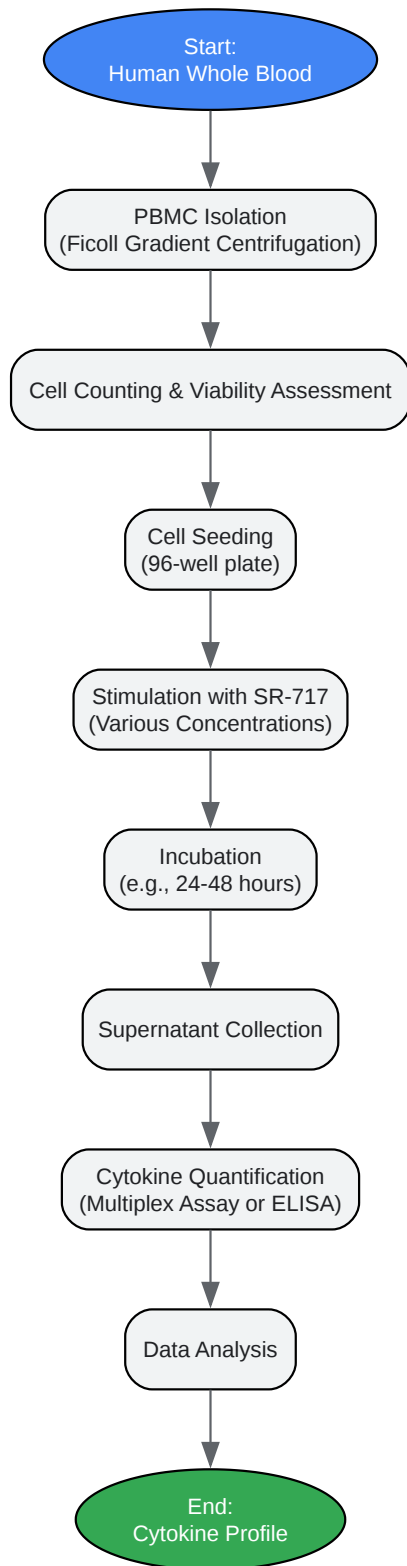 Start:
Human Whole Blood
PBMC Isolation
(Ficoll Gradient Centrifugation)
Cell Counting & Viability Assessment
Cell Seeding
(96-well plate)
Stimulation with SR-717
(Various Concentrations)
Incubation
(e.g., 24-48 hours)
Supernatant Collection
Cytokine Quantification
(Multiplex Assay or ELISA)
Data Analysis
End:
Cytokine Profile